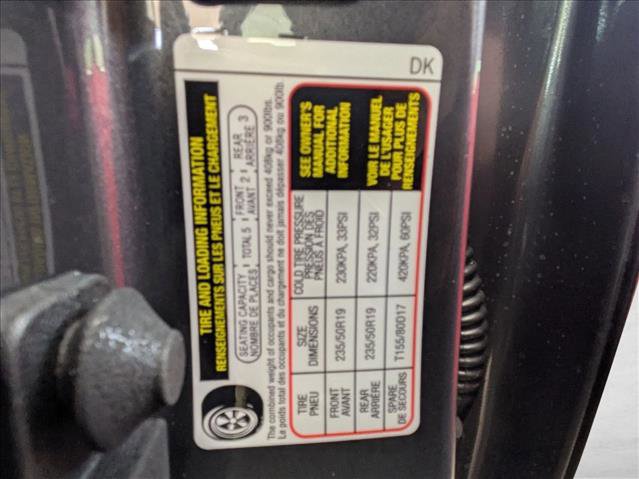 DK
TIRE AND LOADING INFORMATION
RENSEIGNEMENTS SUR LES PNEUS ET LE CHARGEMENT
SEATING CAPACITY TOTAL 5 FRONT 2 REAR 3
NOMBRE DE PLACES AVANT ARRIÈRE
The combined weight of occupants and cargo should never exceed 408kg or 900lbs.
Le poids total des occupants et du chargement ne doit jamais dépasser 408kg ou 900lb.
TIRE SIZE COLD TIRE PRESSURE
PNEU DIMENSIONS PRESSION DES
PNEUS À FROID
FRONT 235/50R19 230KPA, 33PSI
AVANT
REAR 235/50R19 220KPA, 32PSI
ARRIÈRE
SPARE T155/80D17 420KPA, 60PSI
DE SECOURS
SEE OWNER'S
MANUAL FOR
ADDITIONAL
INFORMATION
VOIR LE MANUEL
DE L'USAGER
POUR PLUS DE
RENSEIGNEMENTS